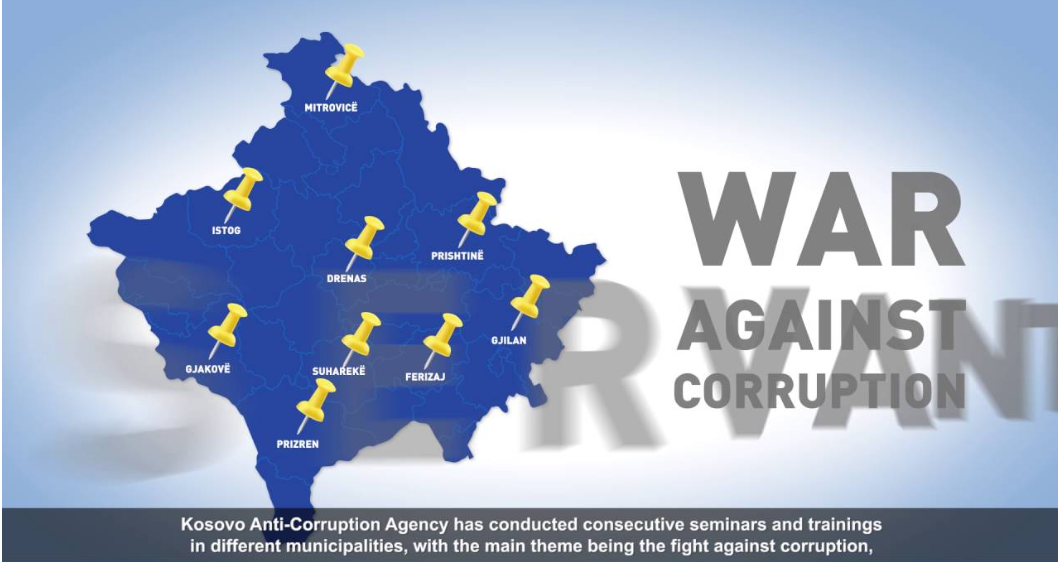 MITROVICË
ISTOG
PRISHTINË
DRENAS
GJILAN
GJAKOVË
SUHAREKË
FERIZAJ
PRIZREN
WAR
AGAINST
CORRUPTION
SERVANT
Kosovo Anti-Corruption Agency has conducted consecutive seminars and trainings
in different municipalities, with the main theme being the fight against corruption,